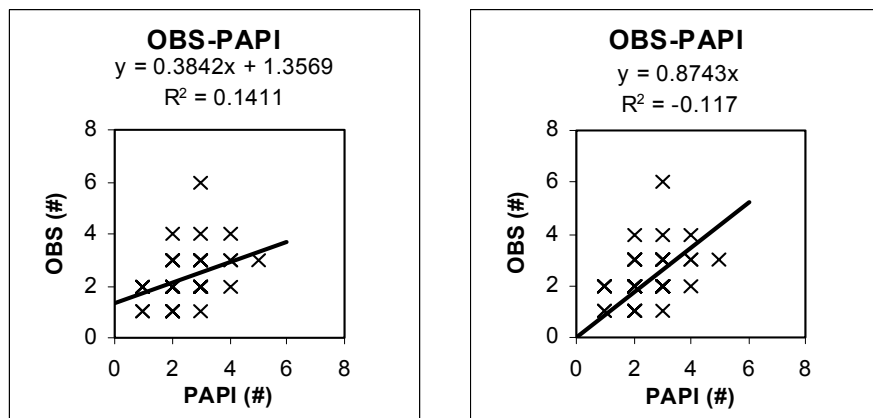 OBS-PAPI
y = 0.3842x + 1.3569
R² = 0.1411
8
6
4
2
0
OBS (#)
0 2 4 6 8
PAPI (#)
OBS-PAPI
y = 0.8743x
R² = -0.117
8
6
4
2
0
OBS (#)
0 2 4 6 8
PAPI (#)